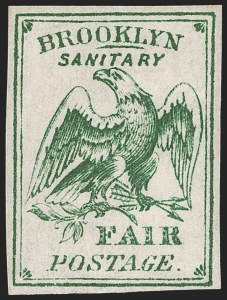 BROOKLYN
SANITARY
FAIR
POSTAGE.